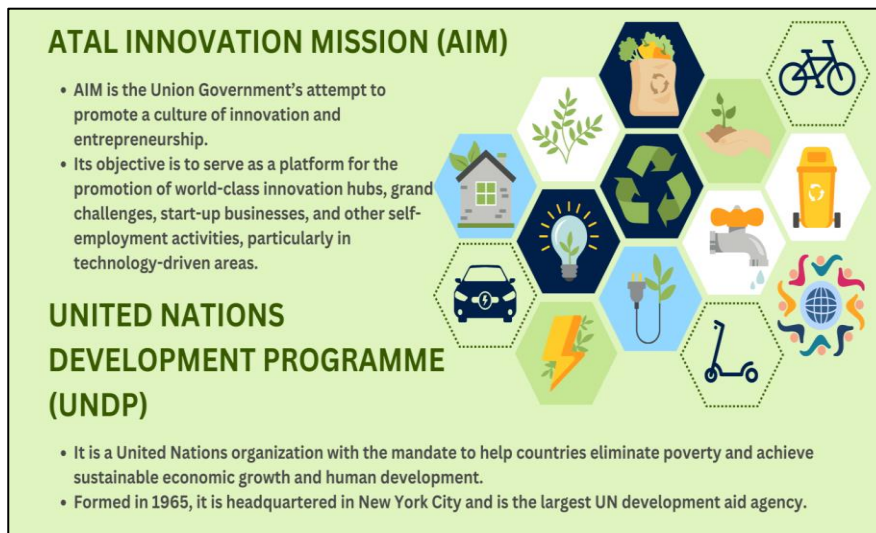 ATAL INNOVATION MISSION (AIM)
• AIM is the Union Government's attempt to
promote a culture of innovation and
entrepreneurship.
• Its objective is to serve as a platform for the
promotion of world-class innovation hubs, grand
challenges, start-up businesses, and other self-
employment activities, particularly in
technology-driven areas.
UNITED NATIONS
DEVELOPMENT PROGRAMME
(UNDP)
• It is a United Nations organization with the mandate to help countries eliminate poverty and achieve
sustainable economic growth and human development.
• Formed in 1965, it is headquartered in New York City and is the largest UN development aid agency.